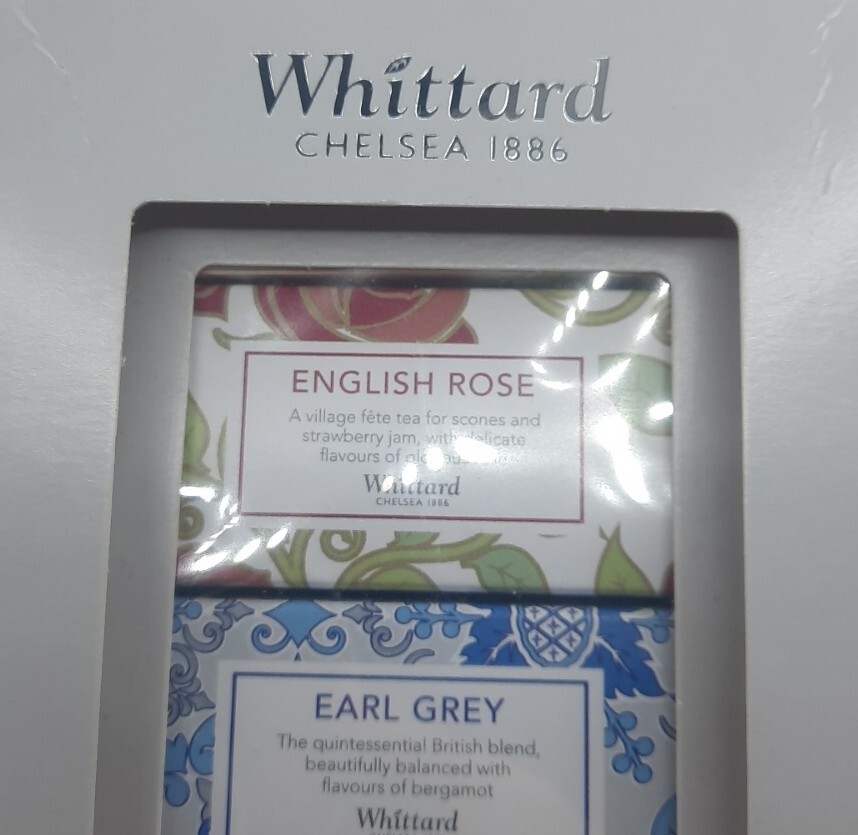 Whittard
CHELSEA 1886
ENGLISH ROSE
A village fête tea for scones and
strawberry jam, with delicate
flavours of
Whittard
CHELSEA 1886
EARL GREY
The quintessential British blend,
beautifully balanced with
flavours of bergamot
Whittard